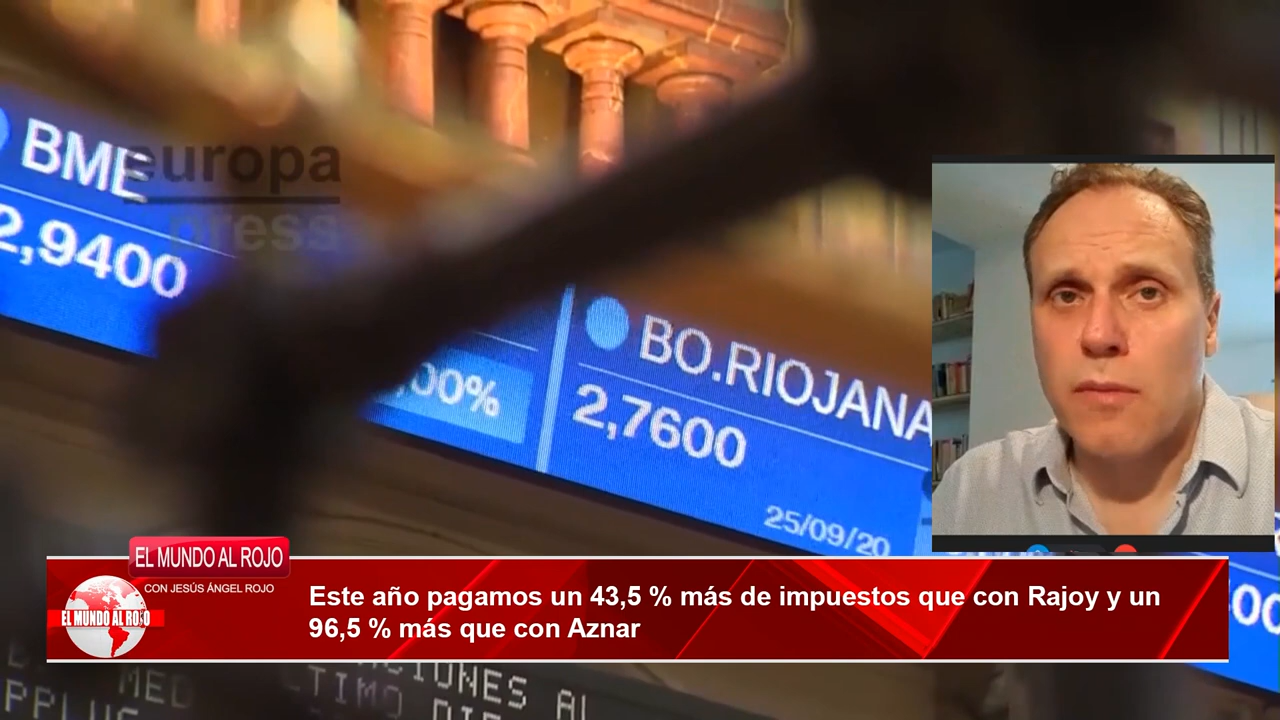 BME
europa
press
2,9400
,00%
BO.RIOJANA
2,7600
25/09/20
EL MUNDO AL ROJO
CON JESÚS ÁNGEL ROJO
EL MUNDO AL ROJO
Este año pagamos un 43,5 % más de impuestos que con Rajoy y un
96,5 % más que con Aznar